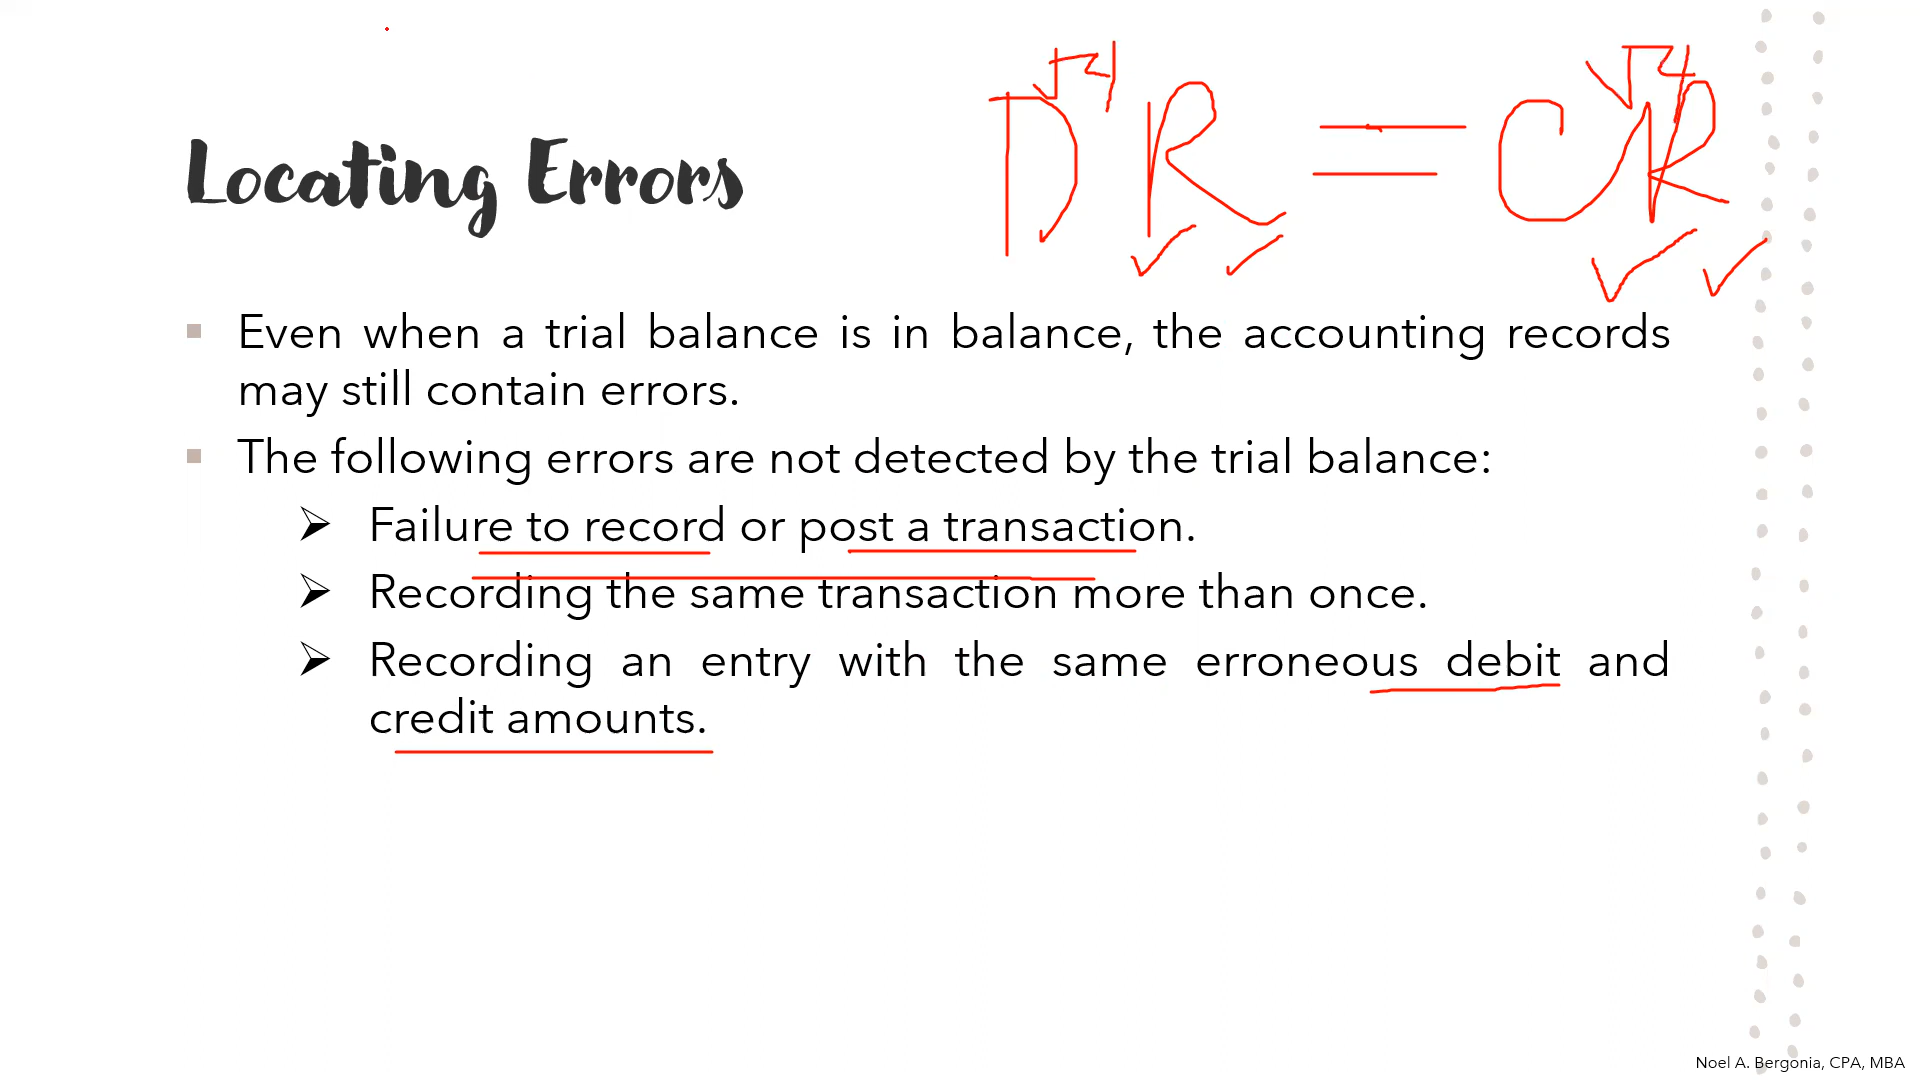 DR = CR
Locating Errors
Even when a trial balance is in balance, the accounting records
may still contain errors.
The following errors are not detected by the trial balance:
Failure to record or post a transaction.
Recording the same transaction more than once.
Recording an entry with the same erroneous debit and
credit amounts.
Noel A. Bergonia, CPA, MBA